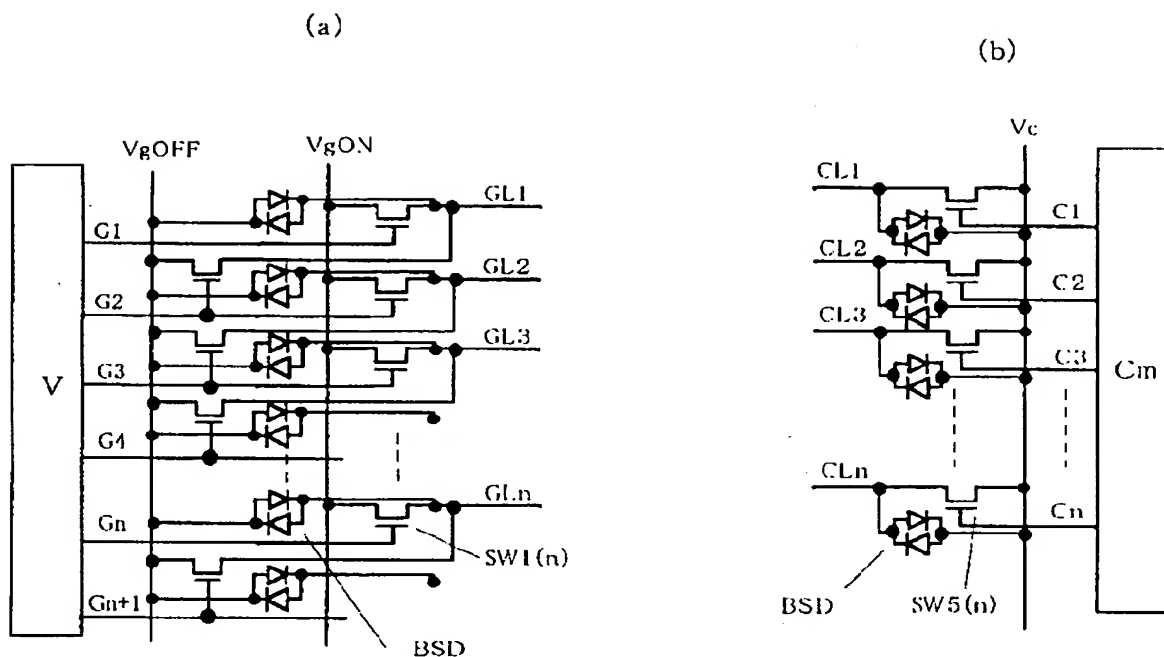 (a)
VgOFF
VgON
V
G1
GL1
G2
GL2
G3
GL3
G4
Gn
GLn
SW1(n)
Gn+1
BSD
(b)
Vc
CL1
C1
CL2
C2
CL3
C3
Cm
CLn
Cn
BSD
SW5(n)